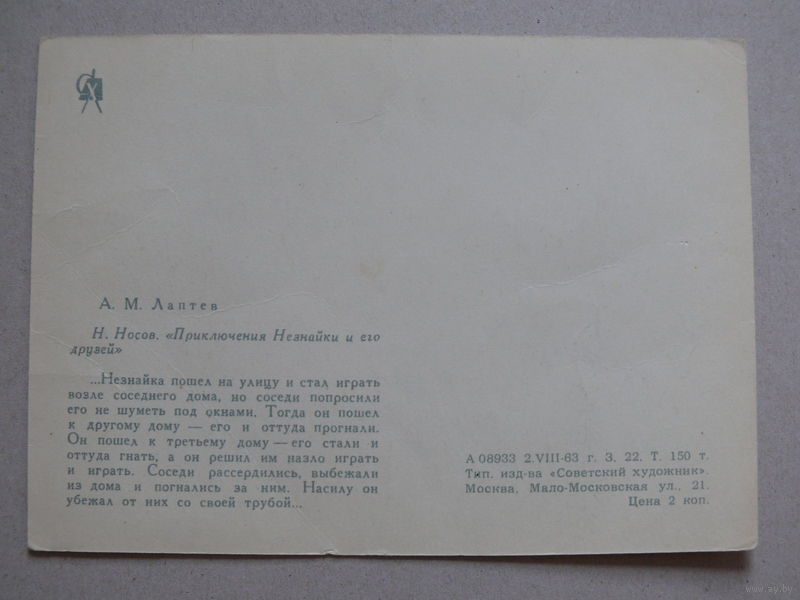 СХ
А. М. Лаптев
Н. Носов, «Приключения Незнайки и его
друзей»
...Незнайка пошел на улицу и стал играть
возле соседнего дома, но соседи попросили
его не шуметь под окнами. Тогда он пошел
к другому дому — его и оттуда прогнали.
Он пошел к третьему дому — его стали и
оттуда гнать, а он решил им назло играть
и играть. Соседи рассердились, выбежали
из дома и погнались за ним. Насилу он
убежал от них со своей трубой...
А 08933 2.VIII-63 г. З. 22. Т. 150 т.
Тип. изд-ва «Советский художник».
Москва, Мало-Московская ул., 21.
Цена 2 коп.
www.ay.by